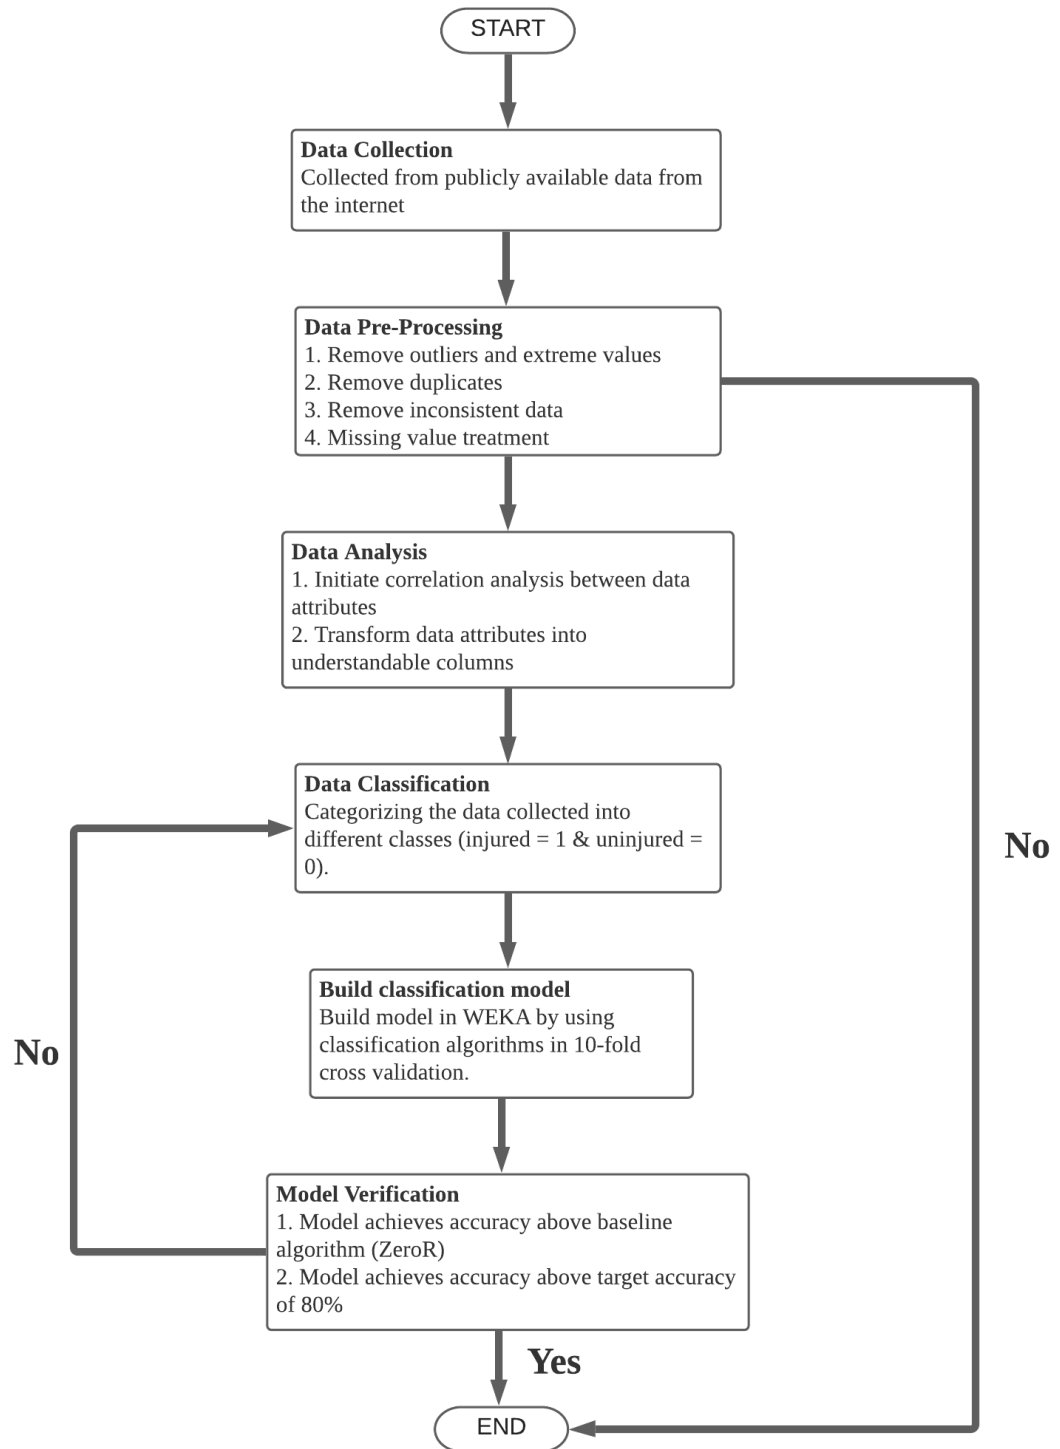 START
Data Collection
Collected from publicly available data from
the internet
Data Pre-Processing
1. Remove outliers and extreme values
2. Remove duplicates
3. Remove inconsistent data
4. Missing value treatment
Data Analysis
1. Initiate correlation analysis between data
attributes
2. Transform data attributes into
understandable columns
Data Classification
Categorizing the data collected into
different classes (injured = 1 & uninjured =
0).
No
Build classification model
Build model in WEKA by using
classification algorithms in 10-fold
cross validation.
No
Model Verification
1. Model achieves accuracy above baseline
algorithm (ZeroR)
2. Model achieves accuracy above target accuracy
of 80%
Yes
END